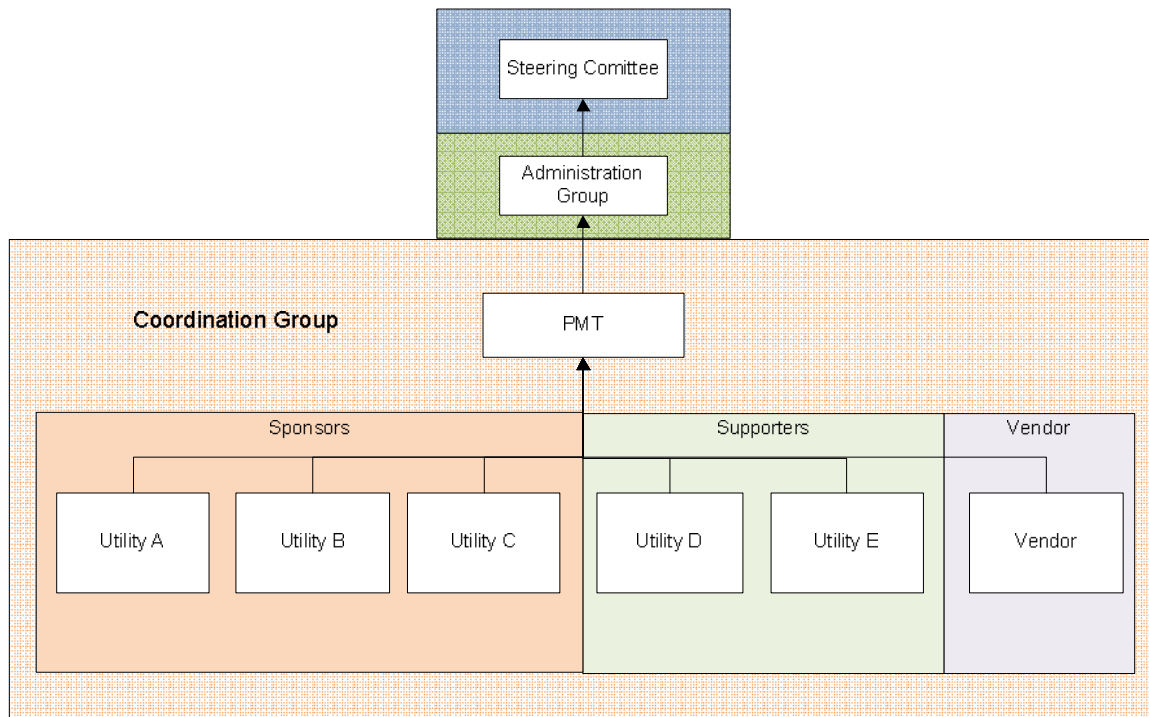 Steering Comittee
Administration
Group
Coordination Group
PMT
Sponsors
Supporters
Vendor
Utility A
Utility B
Utility C
Utility D
Utility E
Vendor